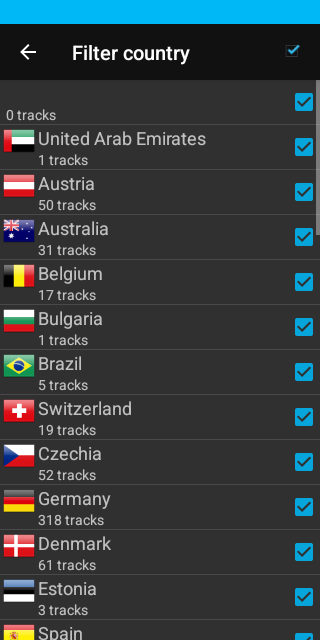 Filter country
0 tracks
United Arab Emirates
1 tracks
Austria
50 tracks
Australia
31 tracks
Belgium
17 tracks
Bulgaria
1 tracks
Brazil
5 tracks
Switzerland
19 tracks
Czechia
52 tracks
Germany
318 tracks
Denmark
61 tracks
Estonia
3 tracks
Spain